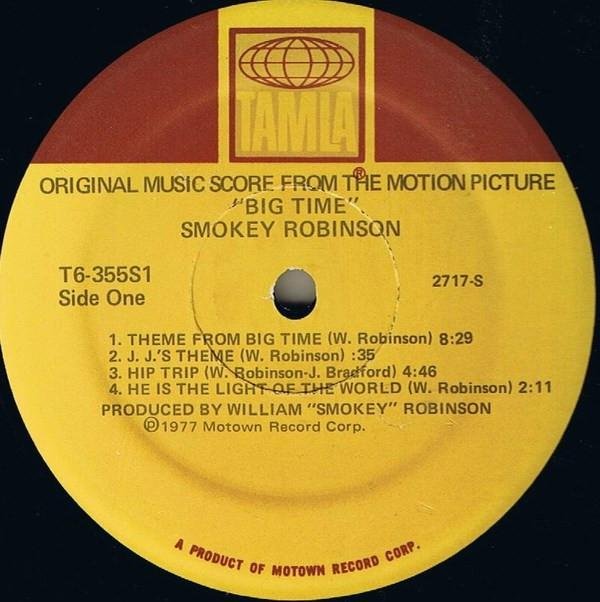 TAMLA
®
ORIGINAL MUSIC SCORE FROM THE MOTION PICTURE
"BIG TIME"
SMOKEY ROBINSON
T6-355S1
2717-S
Side One
1. THEME FROM BIG TIME (W. Robinson) 8:29
2. J. J.'S THEME (W. Robinson) :35
3. HIP TRIP (W. Robinson-J. Bradford) 4:46
4. HE IS THE LIGHT OF THE WORLD (W. Robinson) 2:11
PRODUCED BY WILLIAM "SMOKEY" ROBINSON
℗1977 Motown Record Corp.
A PRODUCT OF MOTOWN RECORD CORP.